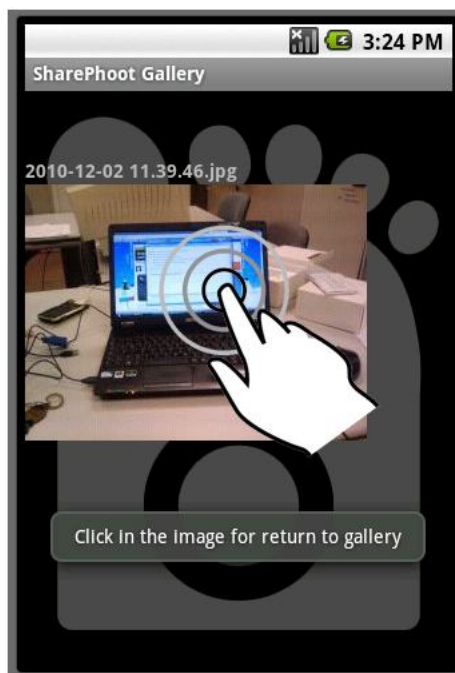 3:24 PM
SharePhoot Gallery
2010-12-02 11.39.46.jpg
Click in the image for return to gallery